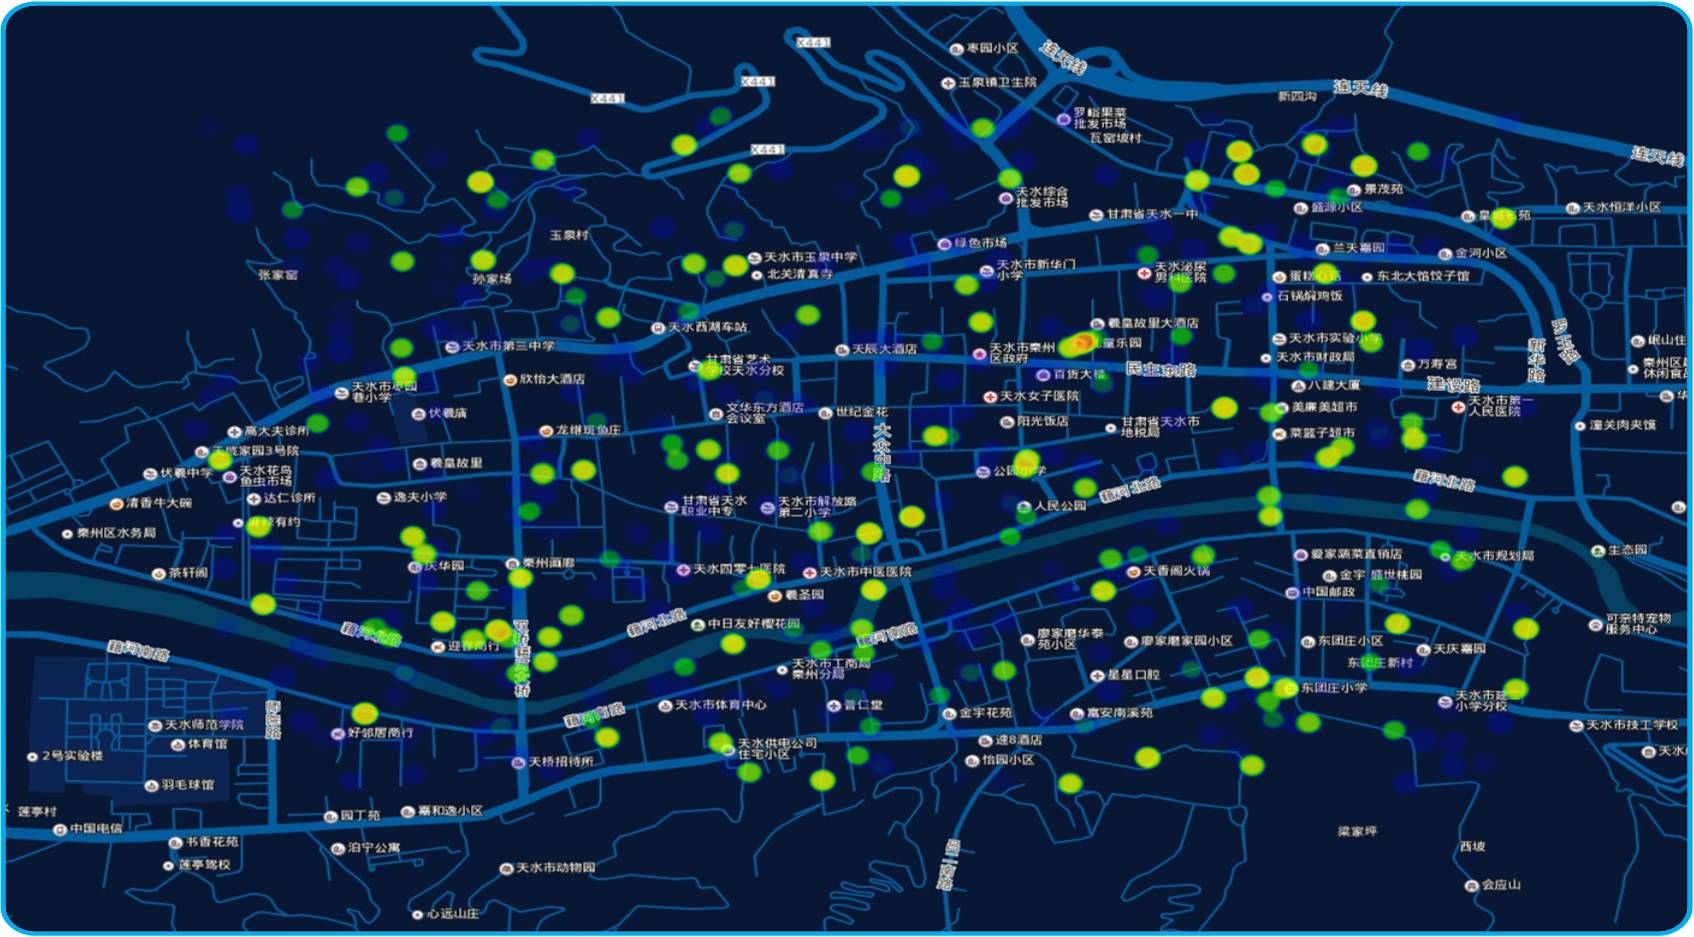 枣园小区
X441
连天线
玉泉镇卫生院
X441
连天线
X441
新四沟
罗峪果菜
批发市场
瓦窑坡村
X441
连天线
景茂苑
天水综合
批发市场
甘肃省天水一中
盛源小区
天水恒洋小区
皇城名苑
玉泉村
绿色市场
兰天嘉园
金河小区
天水市玉泉中学
北关清真寺
天水市新华门
小学
天水泌尿
男科医院
张家窑
孙家场
东北大馅饺子馆
石锅焖鸡饭
天水西湖车站
羲皇故里大酒店
儿童乐园
天水市实验小学
天水市第三中学
天辰大酒店
天水市秦州
区政府
天水市财政局
新华路
甘肃省艺术
学校天水分校
民主东路
万寿宫
欣怡大酒店
百货大楼
八建大厦
建设路
天水市枣园
巷小学
天水女子医院
美廉美超市
天水市第一
人民医院
伏羲庙
文华东方酒店
会议室
世纪金花
阳光饭店
甘肃省天水市
地税局
潼关肉夹馍
高大夫诊所
龙继斑鱼庄
菜篮子超市
大众中路
伏羲中学
天水花鸟
鱼虫市场
羲皇故里
公园小学
藉河北路
藉河北路
清香牛大碗
达仁诊所
逸夫小学
甘肃省天水
职业中专
天水市解放路
第二小学
人民公园
秦州区水务局
麻辣有约
爱家蔬菜直销店
天水市规划局
生态园
茶轩阁
庆华园
秦州画廊
天水四零七医院
天水市中医医院
天香阁火锅
金宇 盛世桃园
羲圣园
中国邮政
藉河北路
藉河北路
中日友好樱花园
藉河南路
可奈特宠物
服务中心
藉河南路
迎春商行
廖家磨华泰
苑小区
廖家磨家园小区
东团庄小区
天庆嘉园
天水市工商局
秦州分局
东团庄新村
星星口腔
东团庄小学
师院路
天水师范学院
体育馆
好邻居商行
藉河南路
天水市体育中心
普仁堂
金宇花苑
富安南溪苑
天水市建二
小学分校
天水市技工学校
2号实验楼
天水供电公司
住宅小区
速8酒店
天桥招待所
怡园小区
羽毛球馆
莲亭村
中国电信
园丁苑
嘉和逸小区
书香花苑
泊宁公寓
莲亭驾校
天水市动物园
梁家坪
西坡
会应山
心远山庄